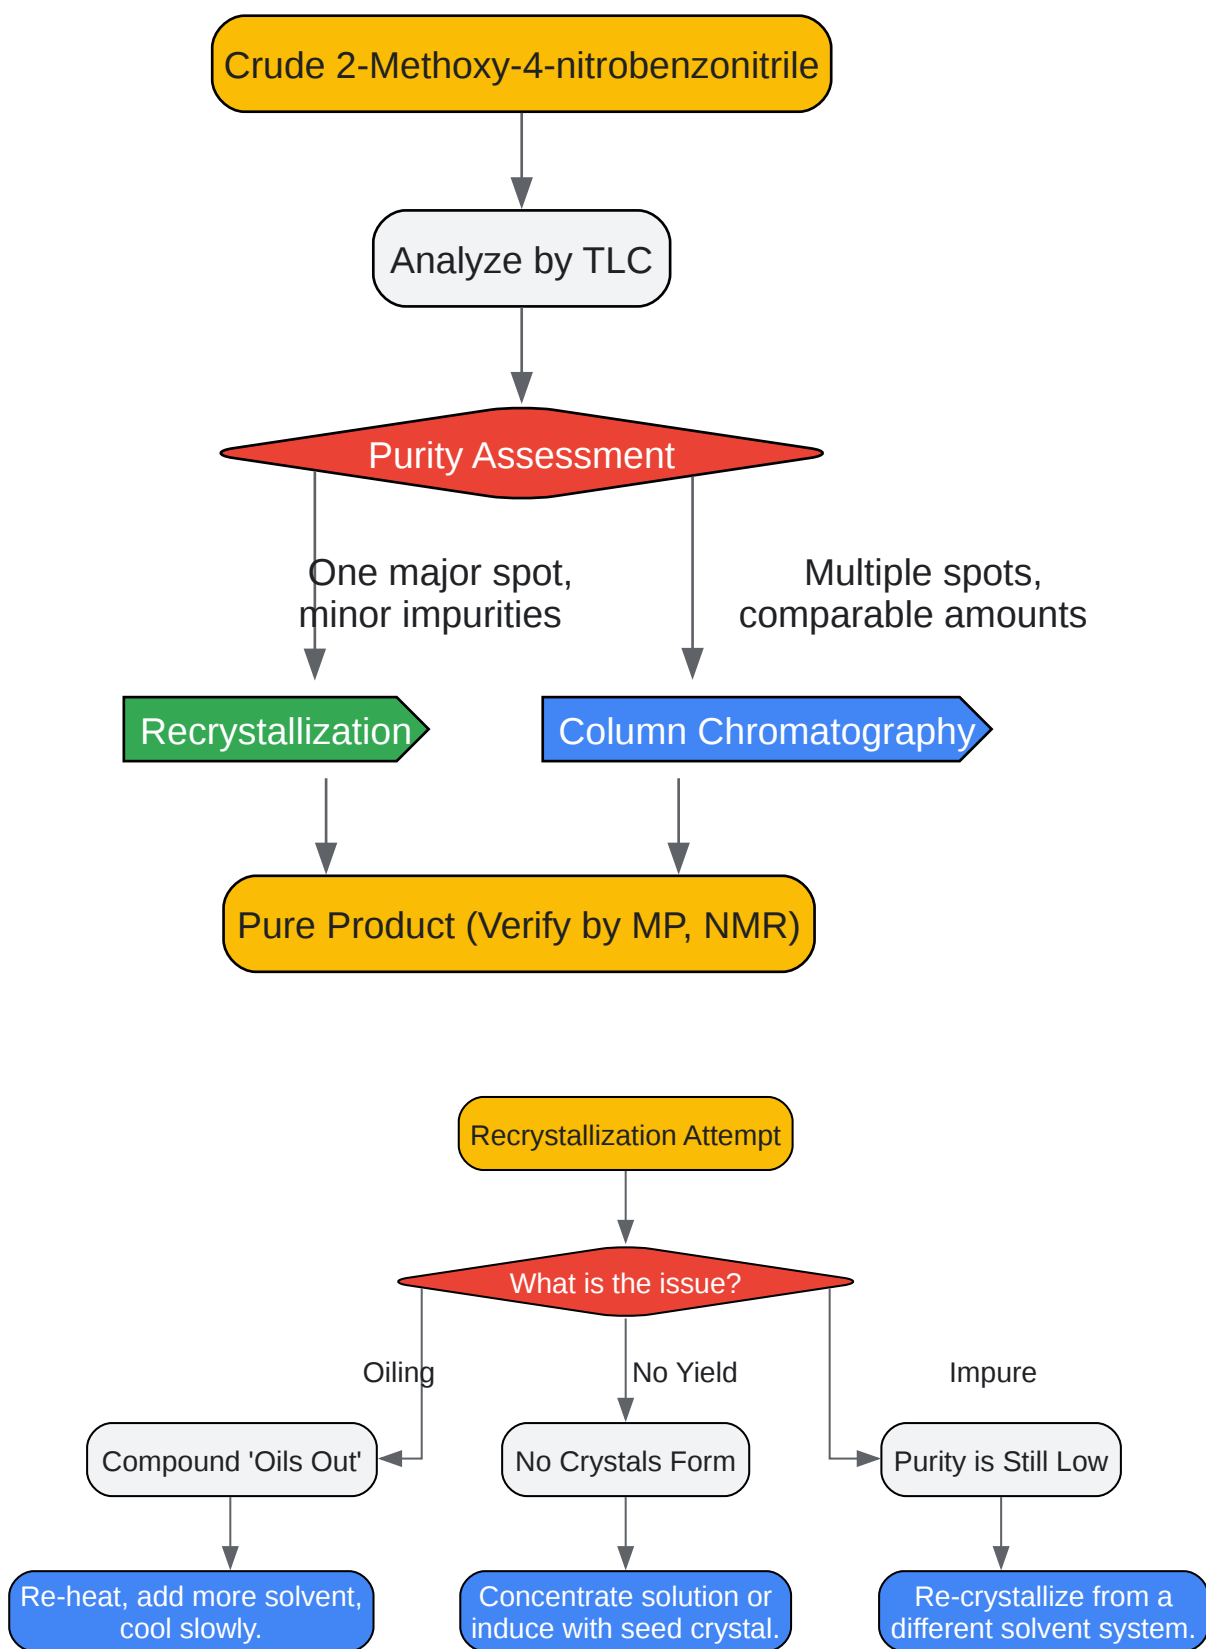 Crude 2-Methoxy-4-nitrobenzonitrile
Analyze by TLC
Purity Assessment
One major spot,
minor impurities
Multiple spots,
comparable amounts
Recrystallization
Column Chromatography
Pure Product (Verify by MP, NMR)
Recrystallization Attempt
What is the issue?
Oiling
No Yield
Impure
Compound 'Oils Out'
No Crystals Form
Purity is Still Low
Re-heat, add more solvent,
cool slowly.
Concentrate solution or
induce with seed crystal.
Re-crystallize from a
different solvent system.